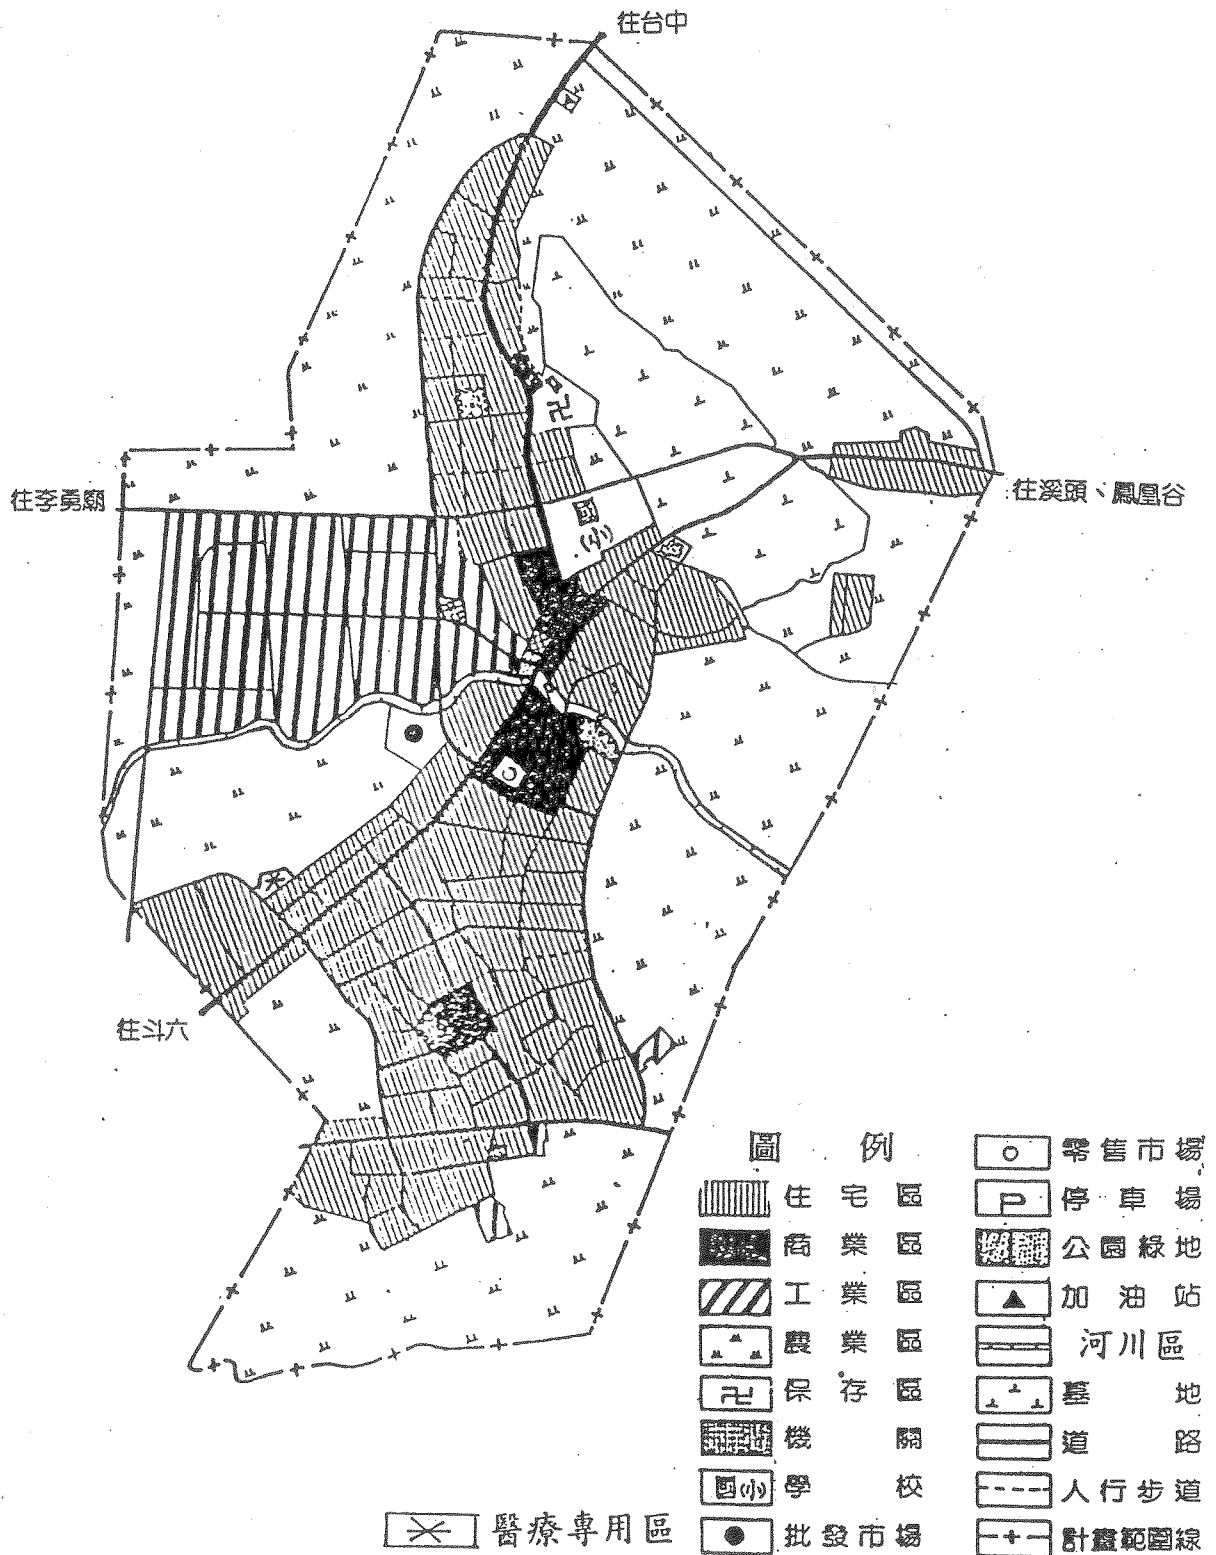 往台中
卍
往李勇廟
往溪頭、鳳凰谷
國
(小)
往斗六
圖 例
住宅區
商業區
工業區
農業區
卍 保存區
機關
國(小) 學校
批發市場
零售市場
P 停車場
公園綠地
加油站
河川區
墓地
道路
人行步道
計畫範圍線
醫療專用區